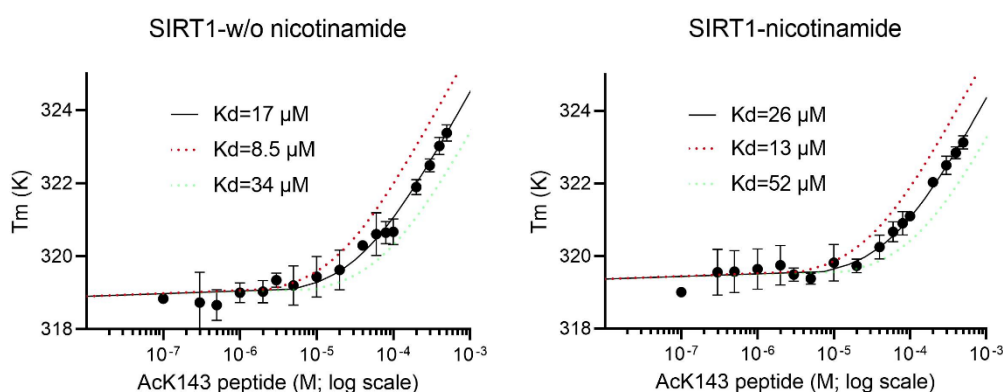 SIRT1-w/o nicotinamide
Tm (K)
324
322
320
318
Kd=17 μM
Kd=8.5 μM
Kd=34 μM
10⁻⁷ 10⁻⁶ 10⁻⁵ 10⁻⁴ 10⁻³
AcK143 peptide (M; log scale)
SIRT1-nicotinamide
Tm (K)
324
322
320
318
Kd=26 μM
Kd=13 μM
Kd=52 μM
10⁻⁷ 10⁻⁶ 10⁻⁵ 10⁻⁴ 10⁻³
AcK143 peptide (M; log scale)